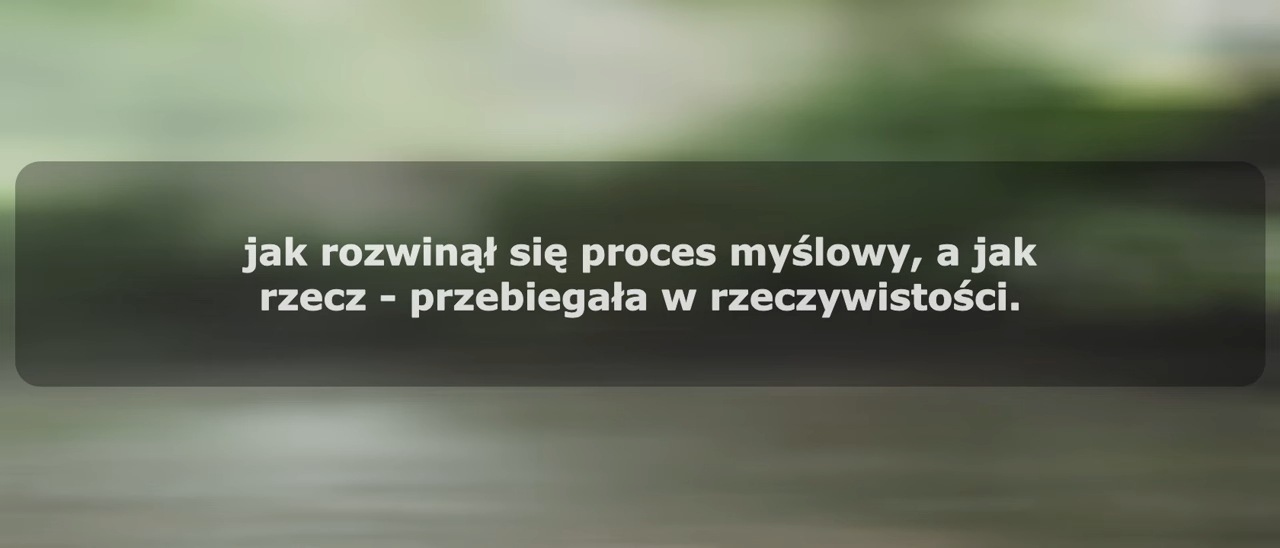 jak rozwinął się proces myślowy, a jak
rzecz - przebiegała w rzeczywistości.